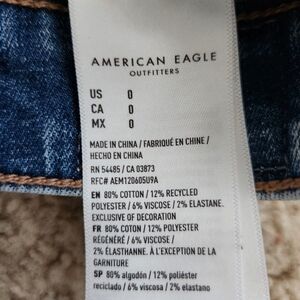 AMERICAN EAGLE
OUTFITTERS
US 0
CA 0
MX 0
MADE IN CHINA / FABRIQUÉ EN CHINE /
HECHO EN CHINA
RN 54485 / CA 03873
RFC# AEM120605U9A
EN 80% COTTON / 12% RECYCLED
POLYESTER / 6% VISCOSE / 2% ELASTANE.
EXCLUSIVE OF DECORATION
FR 80% COTON / 12% POLYESTER
RÉGÉNÉRÉ / 6% VISCOSE /
2% ÉLASTHANNE. À L'EXCEPTION DE LA
GARNITURE
SP 80% algodón / 12% poliéster
reciclado / 6% viscosa / 2% elastano